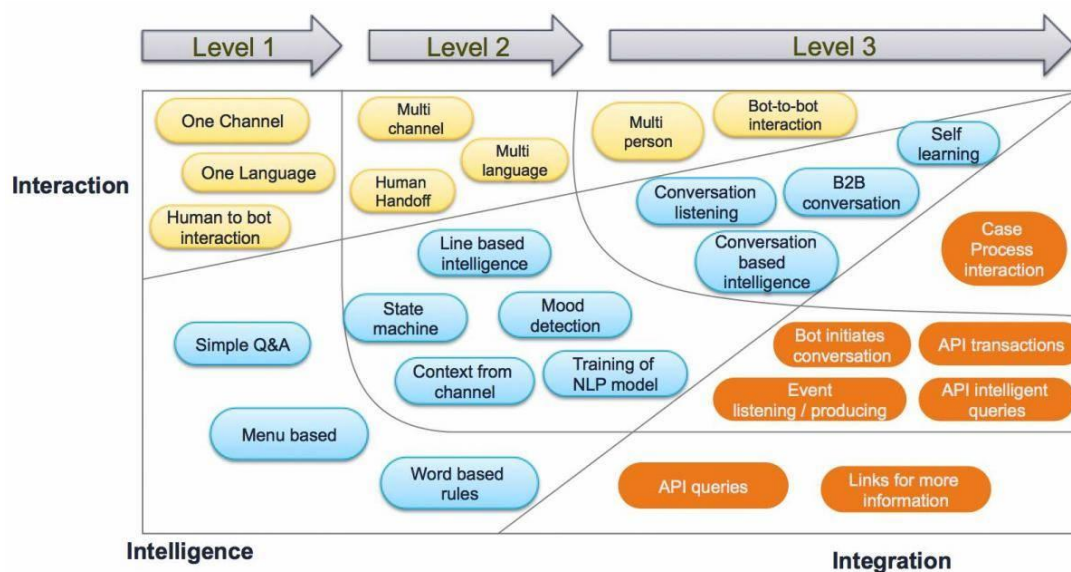 Level 1
Level 2
Level 3
Interaction
One Channel
One Language
Human to bot
interaction
Multi
channel
Multi
language
Human
Handoff
Multi
person
Bot-to-bot
interaction
Self
learning
Conversation
listening
B2B
conversation
Conversation
based
intelligence
Line based
intelligence
State
machine
Mood
detection
Context from
channel
Training of
NLP model
Simple Q&A
Menu based
Word based
rules
Case
Process
interaction
Bot initiates
conversation
API transactions
Event
listening / producing
API intelligent
queries
API queries
Links for more
information
Intelligence
Integration